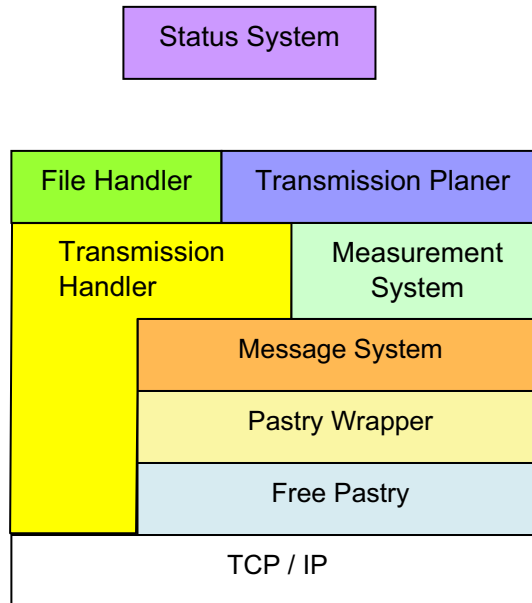 Status System
File Handler
Transmission Planer
Transmission
Handler
Measurement
System
Message System
Pastry Wrapper
Free Pastry
TCP / IP